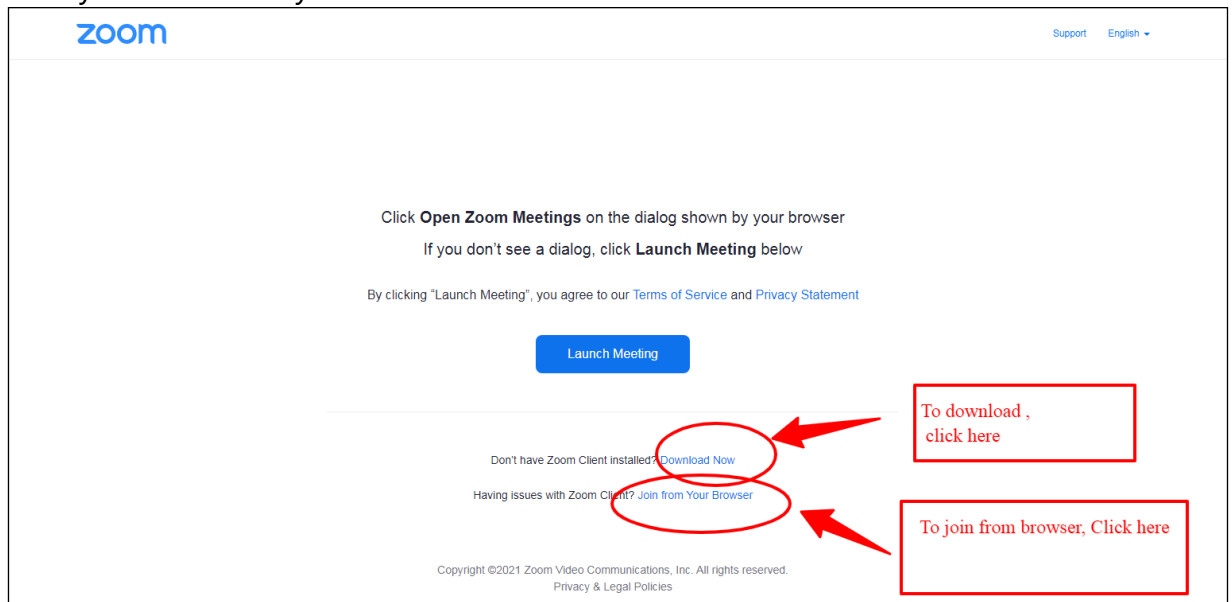 zoom
Support English
Click Open Zoom Meetings on the dialog shown by your browser
If you don't see a dialog, click Launch Meeting below
By clicking “Launch Meeting”, you agree to our Terms of Service and Privacy Statement
Launch Meeting
To download ,
click here
Don't have Zoom Client installed? Download Now
Having issues with Zoom Client? Join from Your Browser
To join from browser, Click here
Copyright ©2021 Zoom Video Communications, Inc. All rights reserved.
Privacy & Legal Policies